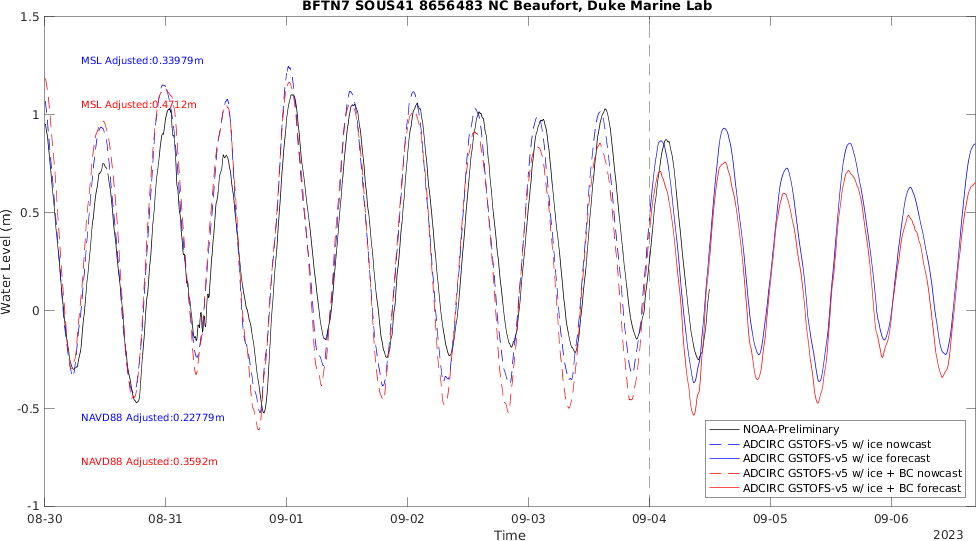 BFTN7 SOUS41 8656483 NC Beaufort, Duke Marine Lab
1.5
1
0.5
0
-0.5
-1
Water Level (m)
MSL Adjusted:0.33979m
MSL Adjusted:0.4712m
NAVD88 Adjusted:0.22779m
NAVD88 Adjusted:0.3592m
NOAA-Preliminary
ADCIRC GSTOFS-v5 w/ ice nowcast
ADCIRC GSTOFS-v5 w/ ice forecast
ADCIRC GSTOFS-v5 w/ ice + BC nowcast
ADCIRC GSTOFS-v5 w/ ice + BC forecast
08-30 08-31 09-01 09-02 09-03 09-04 09-05 09-06
Time
2023